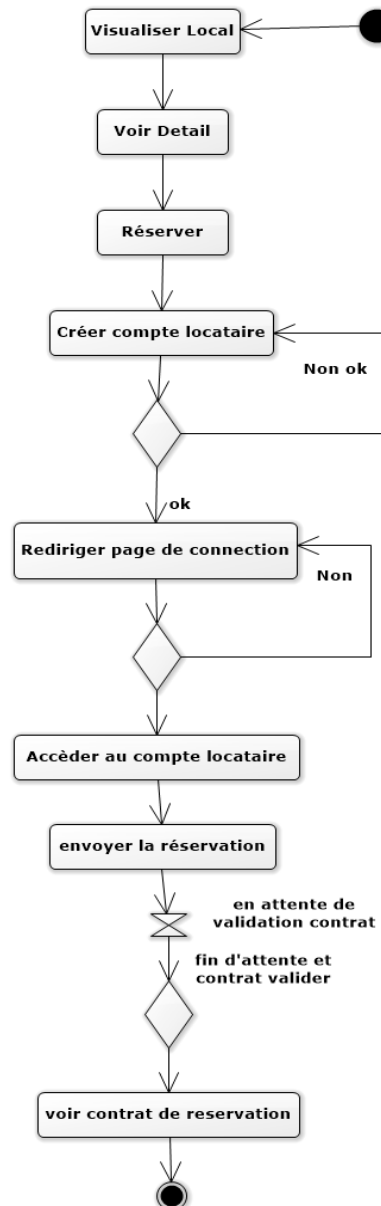 Visualiser Local
Voir Detail
Réserver
Créer compte locataire
Non ok
ok
Rediriger page de connection
Non
Accèder au compte locataire
envoyer la réservation
en attente de
validation contrat
fin d'attente et
contrat valider
voir contrat de reservation